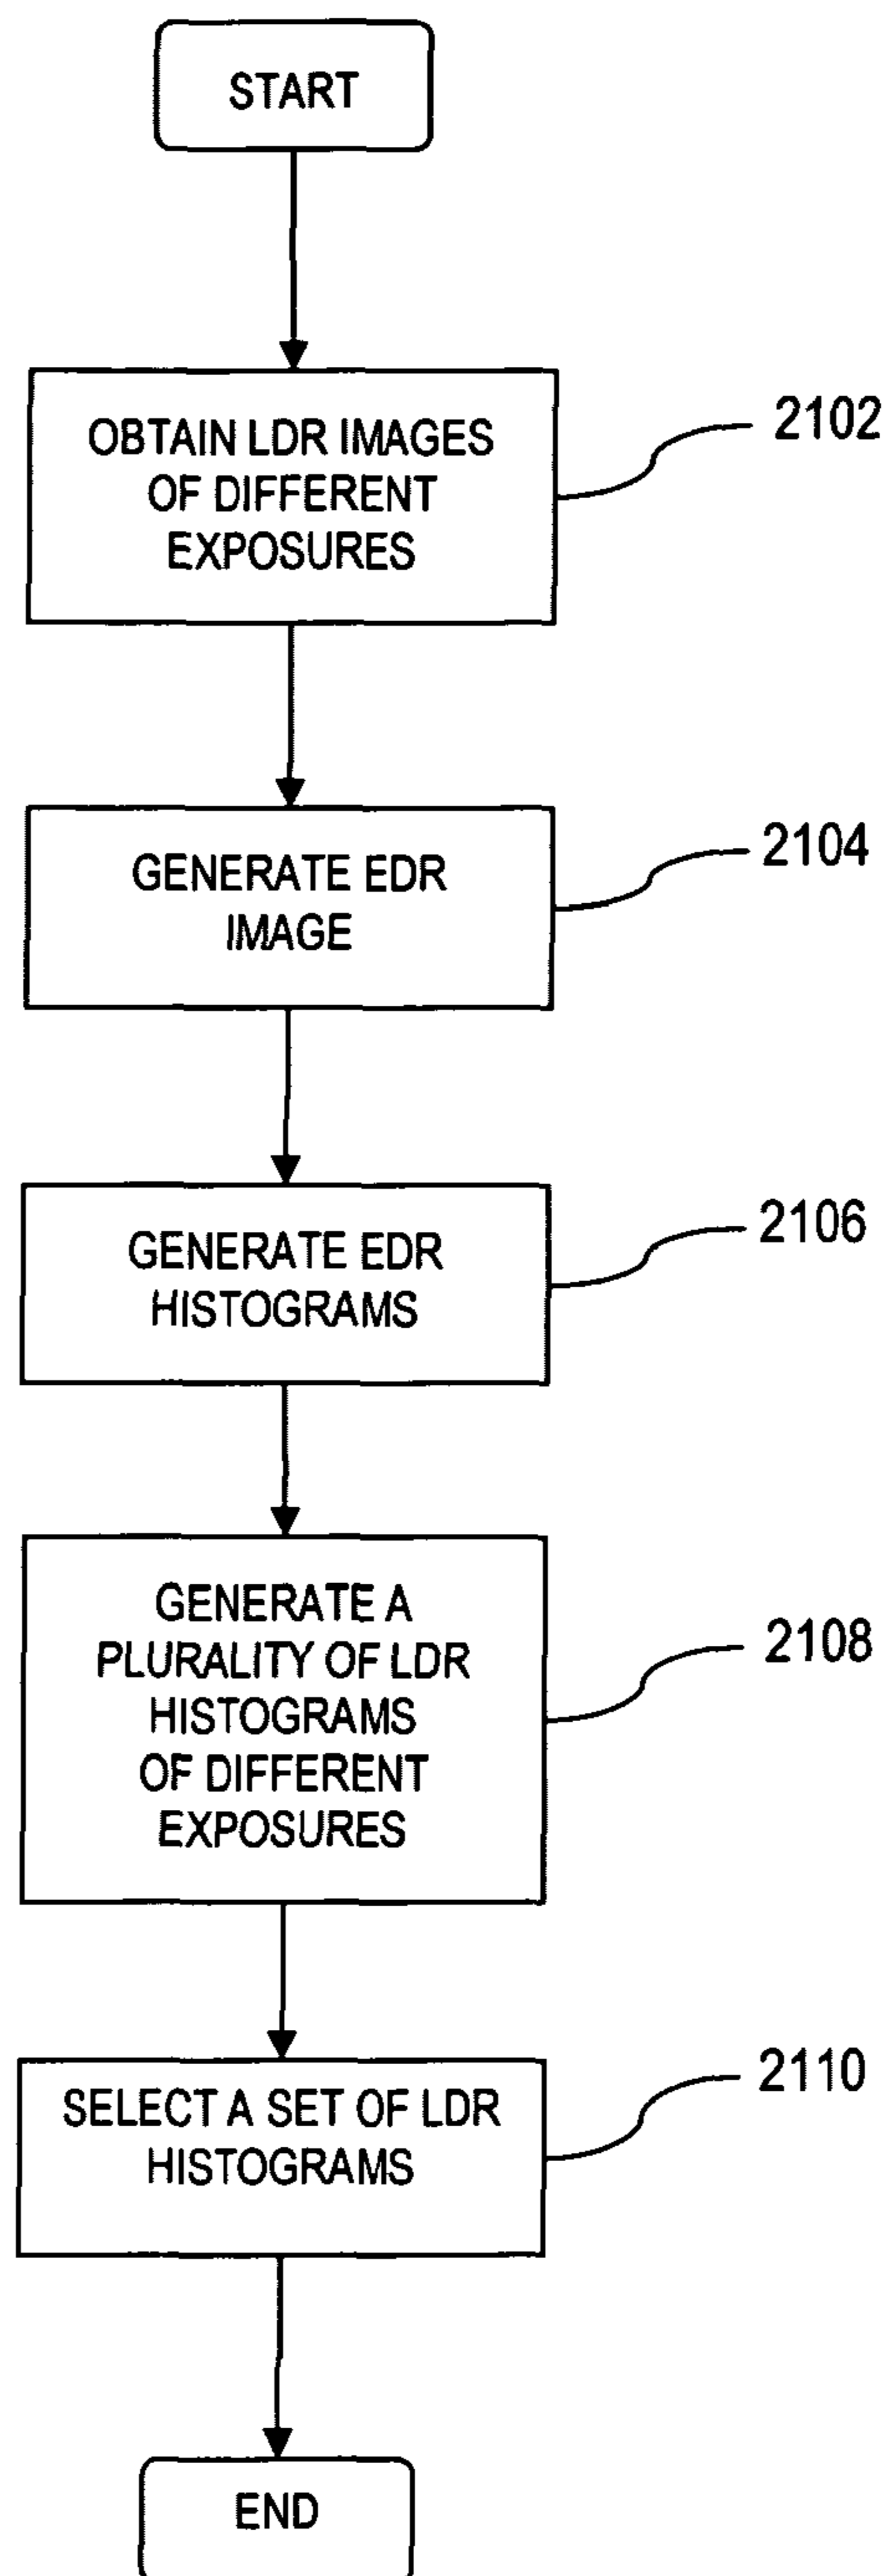 START
OBTAIN LDR IMAGES
OF DIFFERENT
EXPOSURES
2102
GENERATE EDR
IMAGE
2104
GENERATE EDR
HISTOGRAMS
2106
GENERATE A
PLURALITY OF LDR
HISTOGRAMS
OF DIFFERENT
EXPOSURES
2108
SELECT A SET OF LDR
HISTOGRAMS
2110
END